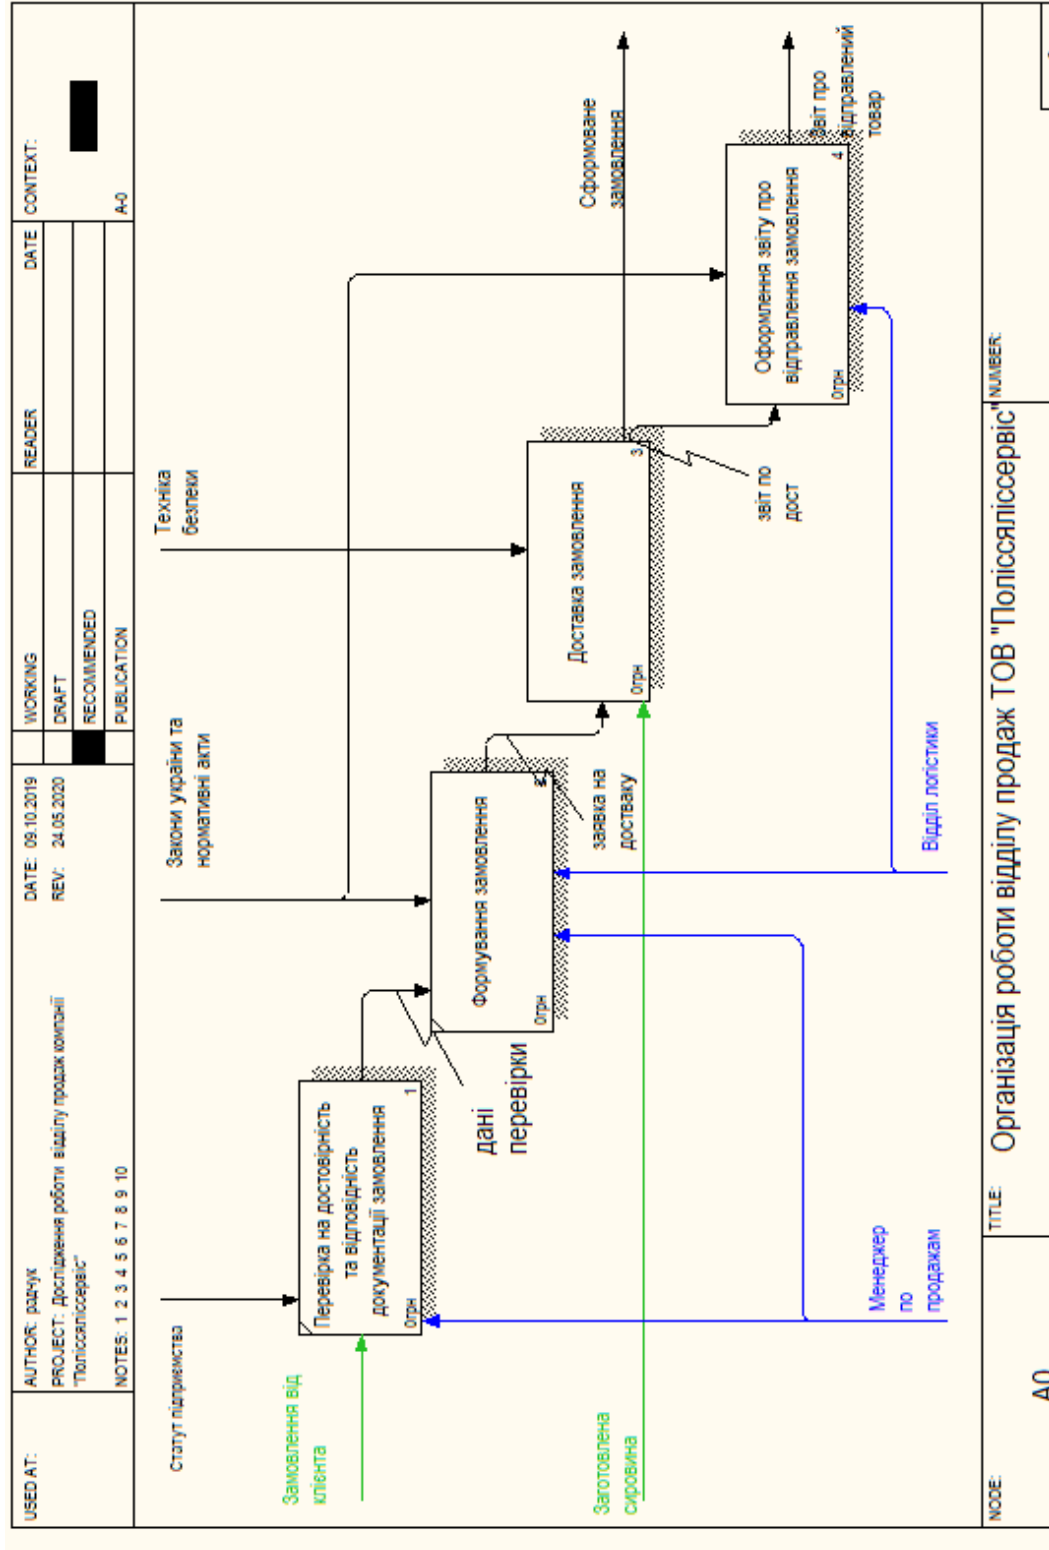 USED AT:
AUTHOR: радчук
PROJECT: Дослідження роботи відділу продаж компанії
"Поліссяліссервіс"
NOTES: 1 2 3 4 5 6 7 8 9 10
DATE: 09.10.2019
REV: 24.05.2020
WORKING
DRAFT
RECOMMENDED
PUBLICATION
READER
DATE
CONTEXT:
A-0
Статут підприємства
Закони україни та
нормативні акти
Техніка
безпеки
Замовлення від
клієнта
Перевірка на достовірність
та відповідність
документації замовлення
0грн
1
дані
перевірки
Формування замовлення
0грн
2
заявка на
достваку
Заготовлена
сировина
Доставка замовлення
0грн
3
звіт по
дост
Сформоване
замовлення
Оформлення звіту про
відправлення замовлення
0грн
4
Звіт про
відправлений
товар
Менеджер
по
продажам
Відділ логістики
NODE:
A0
TITLE:
Організація роботи відділу продаж ТОВ "Поліссяліссервіс"
NUMBER: